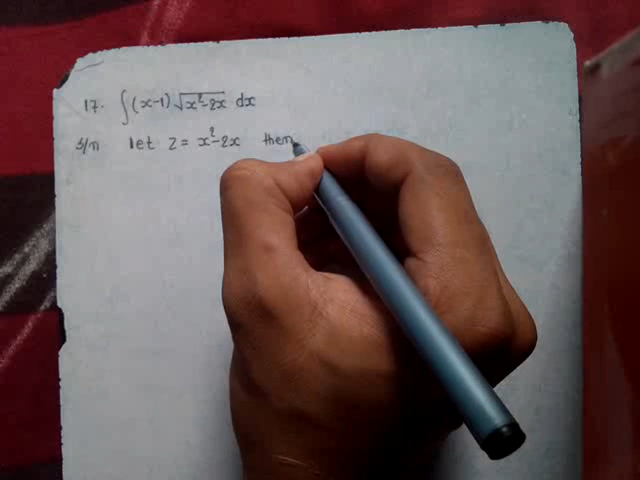 17. ∫(x-1) √x²-2x dx
s/n let z = x²-2x then